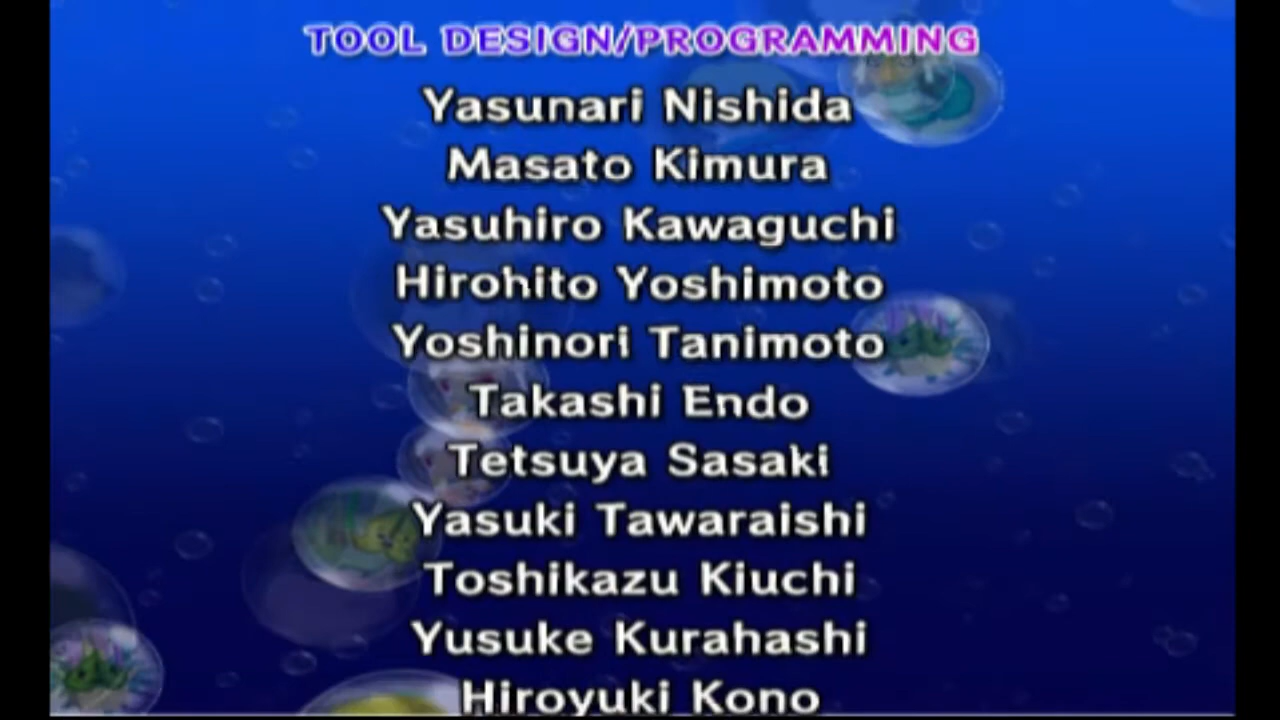 TOOL DESIGN/PROGRAMMING
Yasunari Nishida
Masato Kimura
Yasuhiro Kawaguchi
Hirohito Yoshimoto
Yoshinori Tanimoto
Takashi Endo
Tetsuya Sasaki
Yasuki Tawaraishi
Toshikazu Kiuchi
Yusuke Kurahashi
Hiroyuki Kono